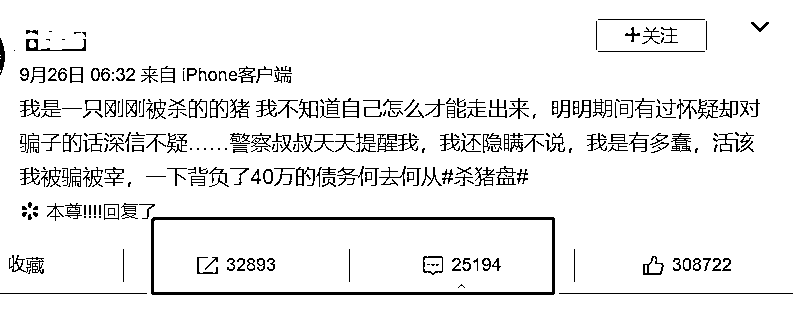 +关注
9月26日 06:32 来自 iPhone客户端
我是一只刚刚被杀的的猪 我不知道自己怎么才能走出来，明明期间有过怀疑却对
骗子的话深信不疑……警察叔叔天天提醒我，我还隐瞒不说，我是有多蠢，活该
我被骗被宰，一下背负了40万的债务何去何从#杀猪盘#
本尊!!!!回复了
收藏 32893 25194 308722